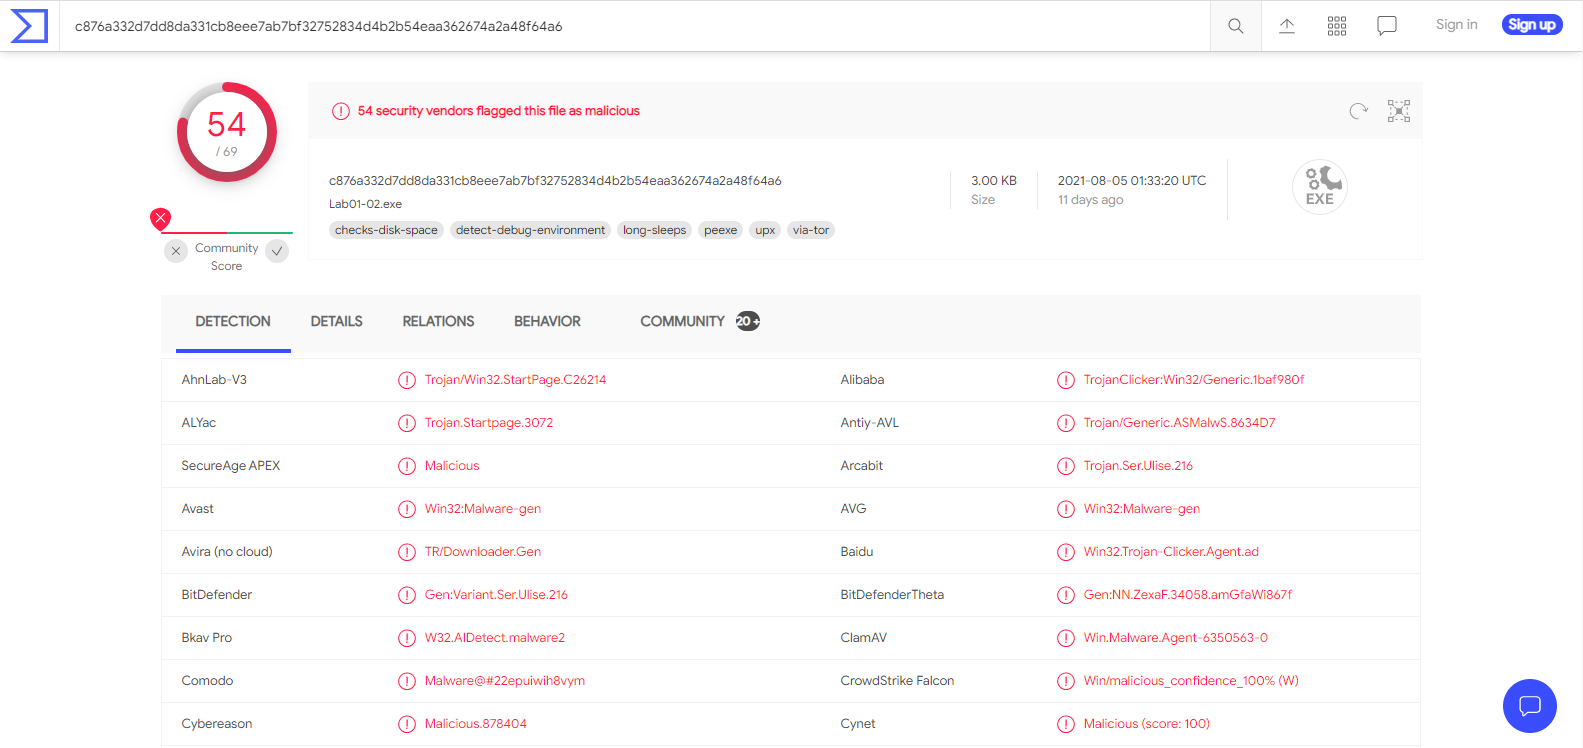 c876a332d7dd8da331cb8eee7ab7bf32752834d4b2b54eaa362674a2a48f64a6
Sign in
Sign up
54
/ 69
54 security vendors flagged this file as malicious
c876a332d7dd8da331cb8eee7ab7bf32752834d4b2b54eaa362674a2a48f64a6
Lab01-02.exe
checks-disk-space detect-debug-environment long-sleeps peexe upx via-tor
3.00 KB
Size
2021-08-05 01:33:20 UTC
11 days ago
EXE
Community
Score
DETECTION DETAILS RELATIONS BEHAVIOR COMMUNITY 20 +
AhnLab-V3 Trojan/Win32.StartPage.C26214 Alibaba TrojanClicker:Win32/Generic.1baf980f
ALYac Trojan.Startpage.3072 Antiy-AVL Trojan/Generic.ASMalwS.8634D7
SecureAge APEX Malicious Arcabit Trojan.Ser.Ulise.216
Avast Win32:Malware-gen AVG Win32:Malware-gen
Avira (no cloud) TR/Downloader.Gen Baidu Win32.Trojan-Clicker.Agent.ad
BitDefender Gen:Variant.Ser.Ulise.216 BitDefenderTheta Gen:NN.ZexaF.34058.amGfaWi867f
Bkav Pro W32.AIDetect.malware2 ClamAV Win.Malware.Agent-6350563-0
Comodo Malware@#22epuiwih8vym CrowdStrike Falcon Win/malicious_confidence_100% (W)
Cybereason Malicious.878404 Cynet Malicious (score: 100)